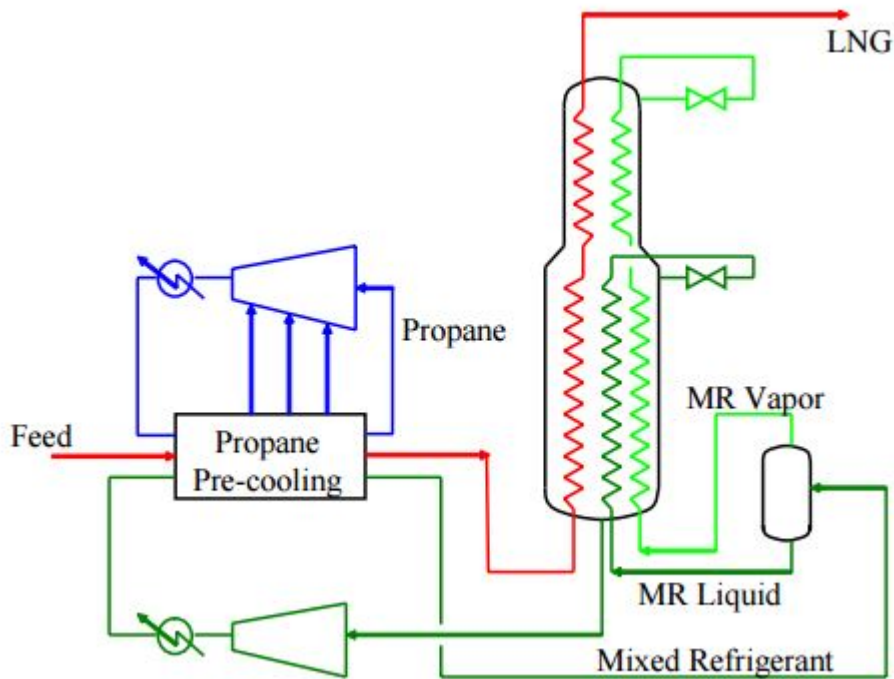 LNG
Propane
MR Vapor
Feed
Propane
Pre-cooling
MR Liquid
Mixed Refrigerant